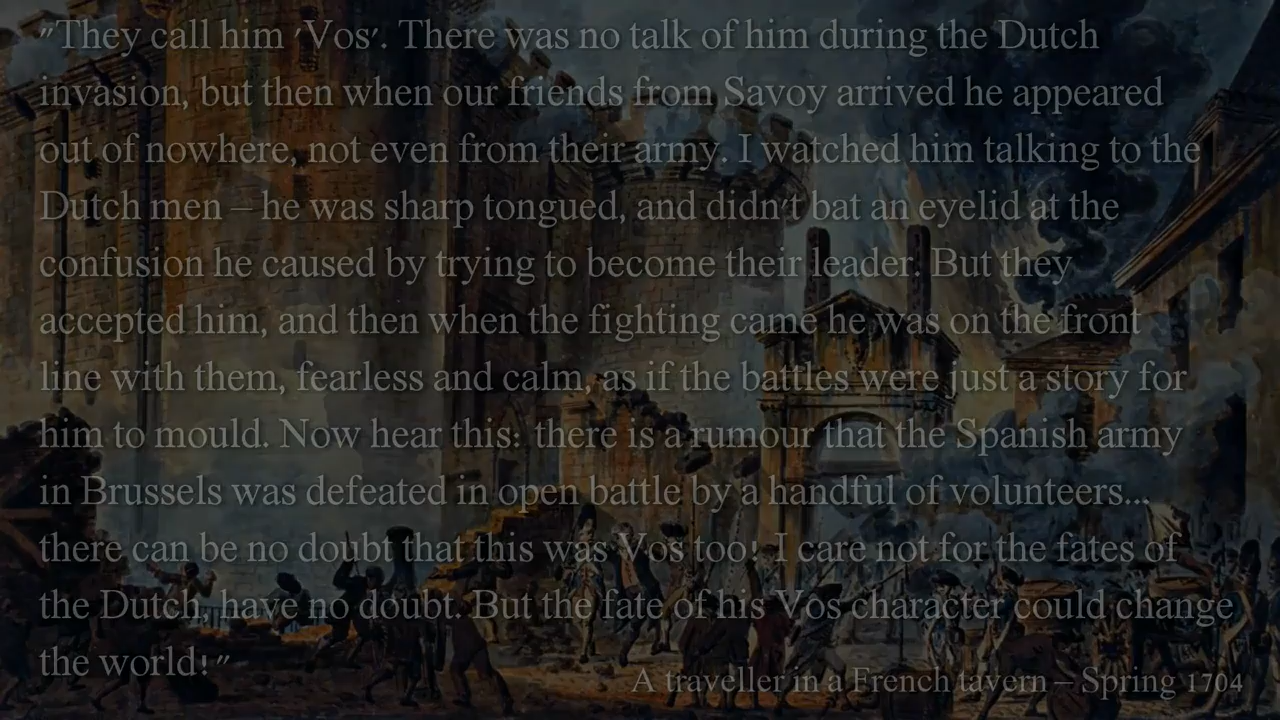 "They call him 'Vos'. There was no talk of him during the Dutch
invasion, but then when our friends from Savoy arrived he appeared
out of nowhere, not even from their army. I watched him talking to the
Dutch men – he was sharp tongued, and didn't bat an eyelid at the
confusion he caused by trying to become their leader! But they
accepted him, and then when the fighting came he was on the front
line with them, fearless and calm, as if the battles were just a story for
him to mould. Now hear this: there is a rumour that the Spanish army
in Brussels was defeated in open battle by a handful of volunteers...
there can be no doubt that this was Vos too! I care not for the fates of
the Dutch, have no doubt. But the fate of his Vos character could change
the world!"
A traveller in a French tavern – Spring 1704